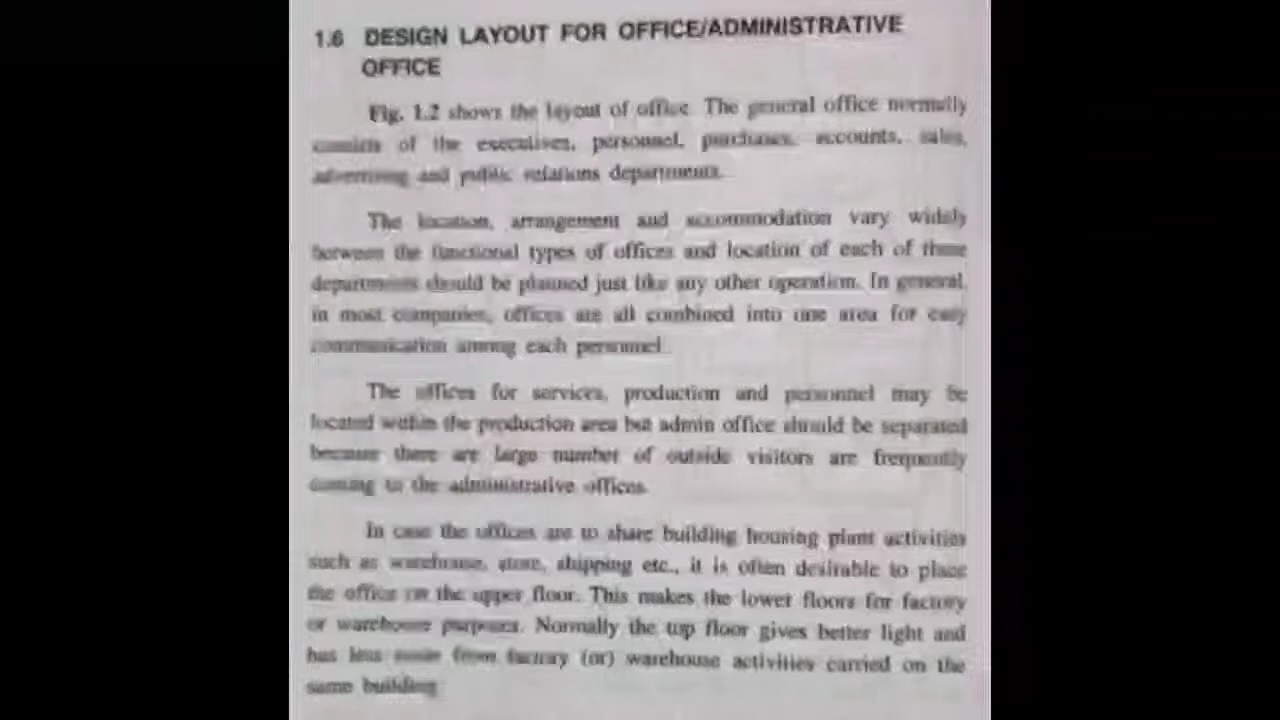 1.6 DESIGN LAYOUT FOR OFFICE/ADMINISTRATIVE
OFFICE
Fig. 1.2 shows the layout of office. The general office normally
consists of the executives, personnel, purchases, accounts, sales,
advertising and public relations departments.
The location, arrangement and accommodation vary widely
between the functional types of offices and location of each of these
departments should be planned just like any other operation. In general,
in most companies, offices are all combined into one area for easy
communication among each personnel.
The offices for services, production and personnel may be
located within the production area but admin office should be separated
because there are large number of outside visitors are frequently
coming to the administrative offices.
In case the offices are to share building housing plant activities
such as warehouse, store, shipping etc., it is often desirable to place
the office on the upper floor. This makes the lower floors for factory
or warehouse purposes. Normally the top floor gives better light and
has less noise from factory (or) warehouse activities carried on the
same building